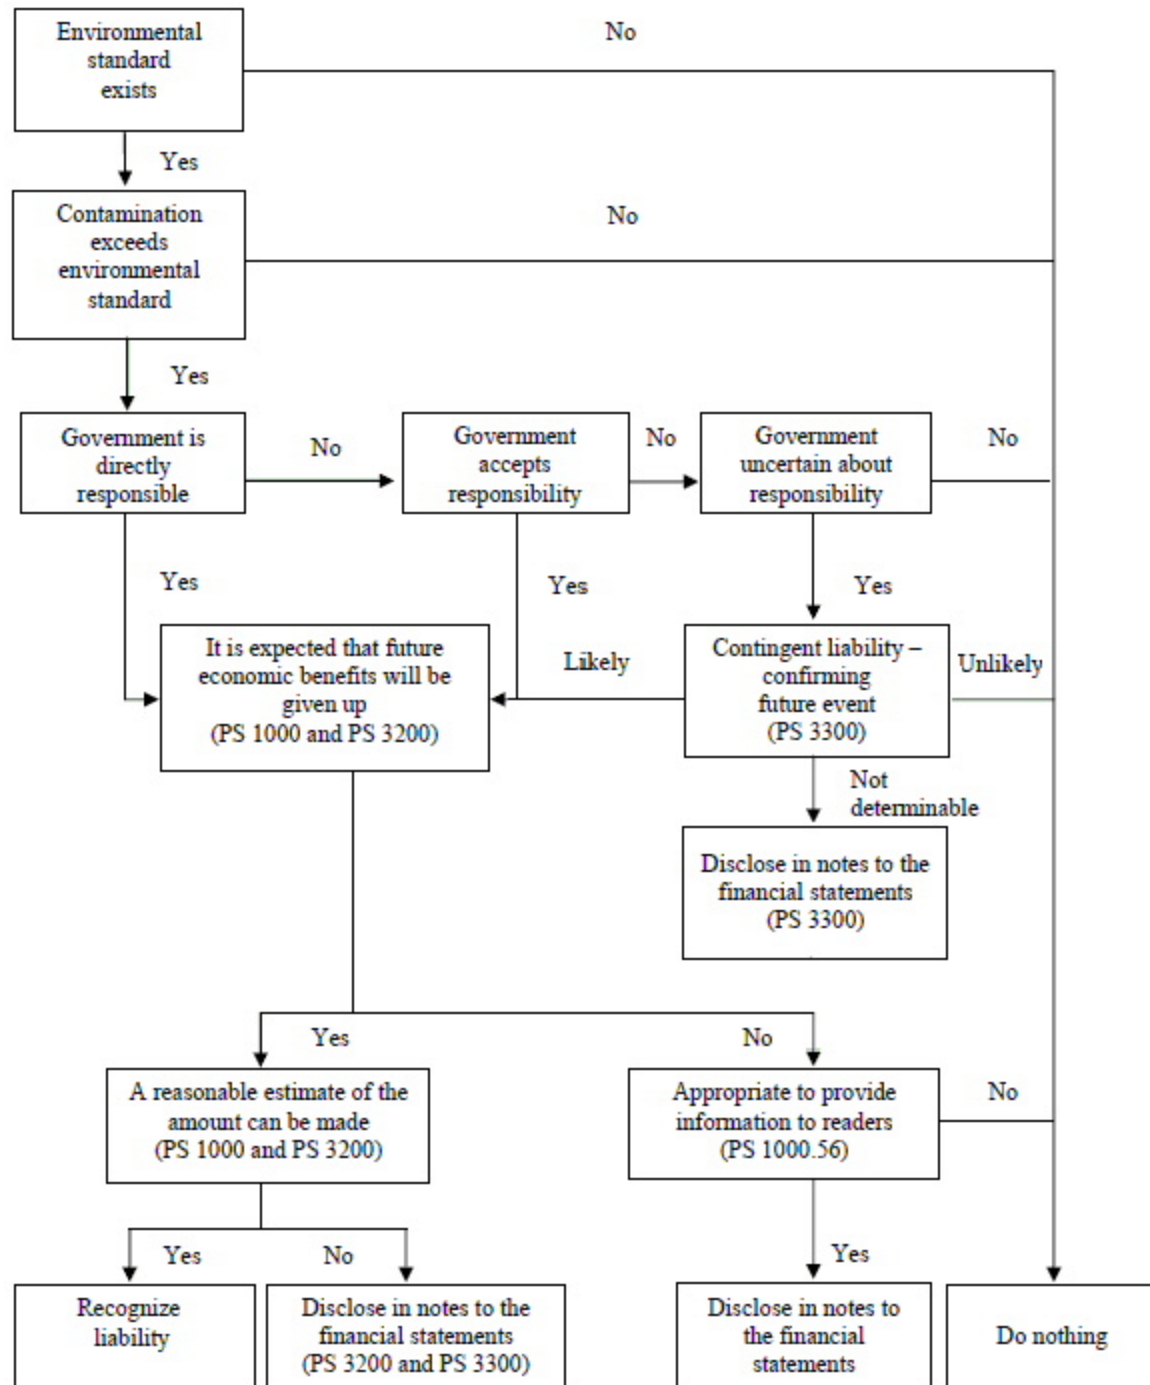 Environmental
standard
exists
No
Yes
Contamination
exceeds
environmental
standard
No
Yes
Government is
directly
responsible
No
Government
accepts
responsibility
No
Government
uncertain about
responsibility
No
Yes
Yes
Yes
It is expected that future
economic benefits will be
given up
(PS 1000 and PS 3200)
Likely
Contingent liability –
confirming
future event
(PS 3300)
Unlikely
Not
determinable
Disclose in notes to the
financial statements
(PS 3300)
Yes
No
A reasonable estimate of the
amount can be made
(PS 1000 and PS 3200)
Appropriate to provide
information to readers
(PS 1000.56)
No
Yes
No
Yes
Recognize
liability
Disclose in notes to the
financial statements
(PS 3200 and PS 3300)
Disclose in notes to
the financial
statements
Do nothing